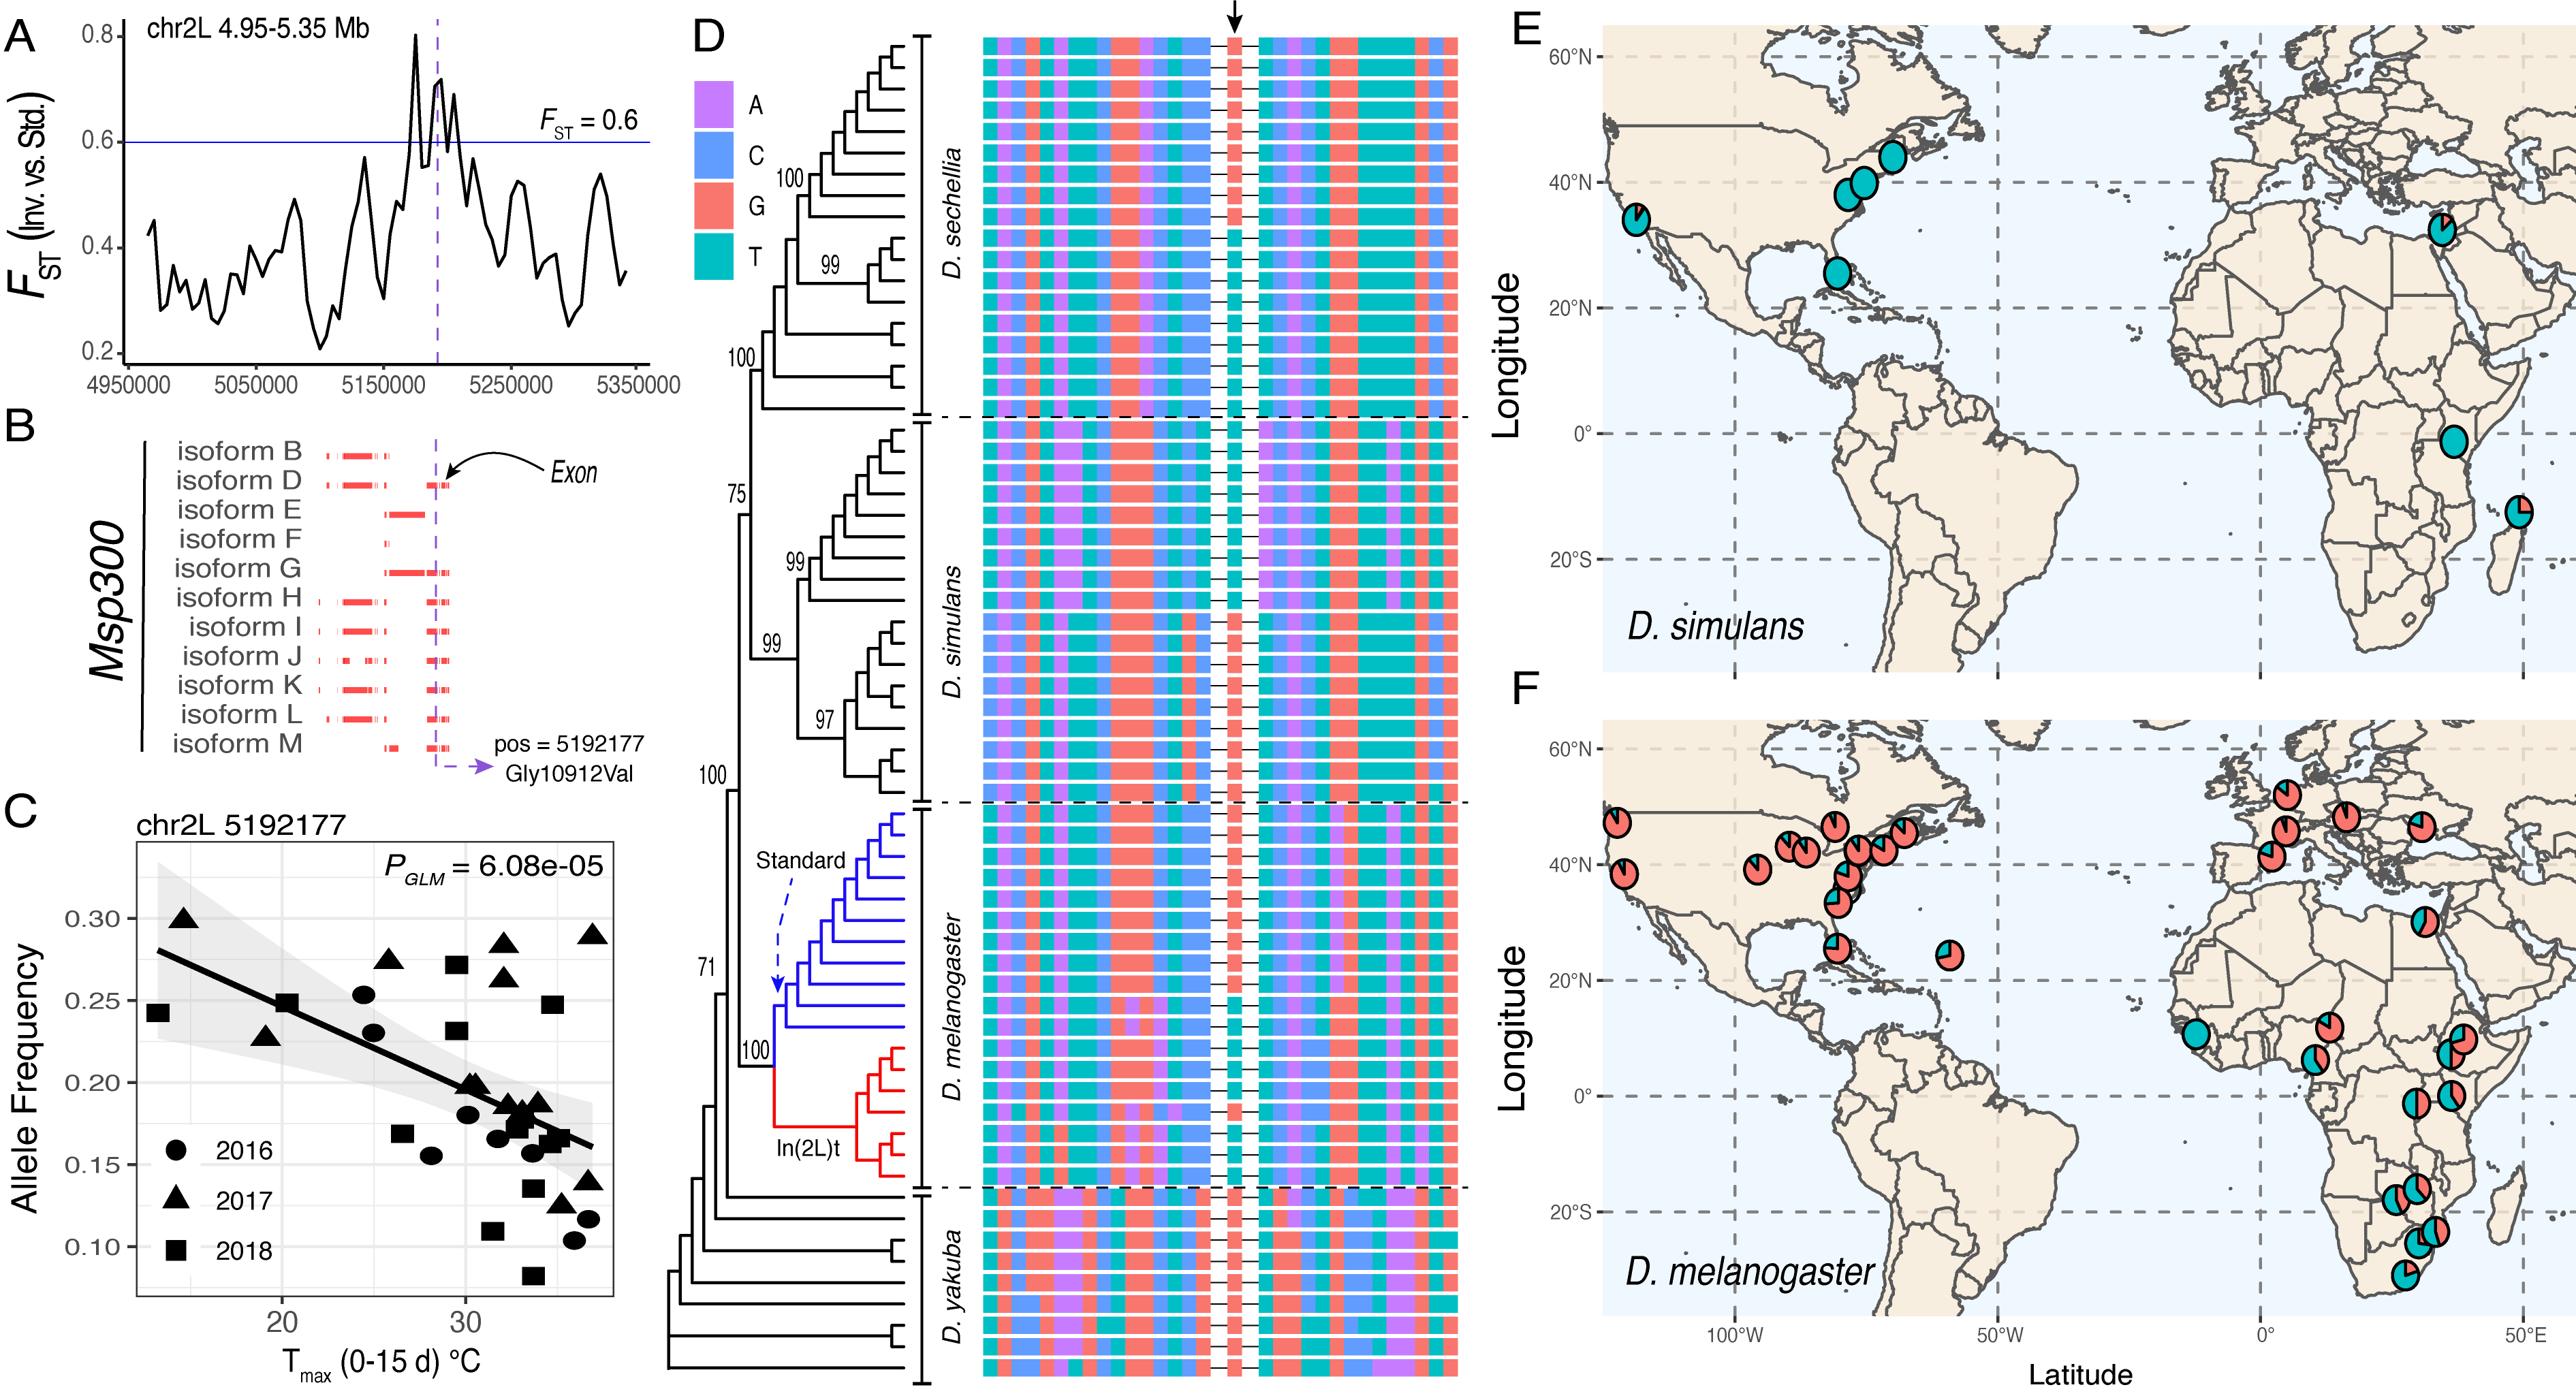 A
chr2L 4.95-5.35 Mb
FST (Inv. vs. Std.)
0.8
0.6
0.4
0.2
FST = 0.6
4950000 5050000 5150000 5250000 5350000
B
Msp300
isoform B
isoform D
isoform E
isoform F
isoform G
isoform H
isoform I
isoform J
isoform K
isoform L
isoform M
Exon
pos = 5192177
Gly10912Val
C
chr2L 5192177
PGLM = 6.08e-05
Allele Frequency
0.30
0.25
0.20
0.15
0.10
2016
2017
2018
20 30
Tmax (0-15 d) °C
D
A
C
G
T
100
99
100
75
99
99
97
100
71
100
Standard
In(2L)t
D. sechellia
D. simulans
D. melanogaster
D. yakuba
E
Longitude
60°N
40°N
20°N
0°
20°S
D. simulans
F
Longitude
60°N
40°N
20°N
0°
20°S
D. melanogaster
100°W 50°W 0° 50°E
Latitude